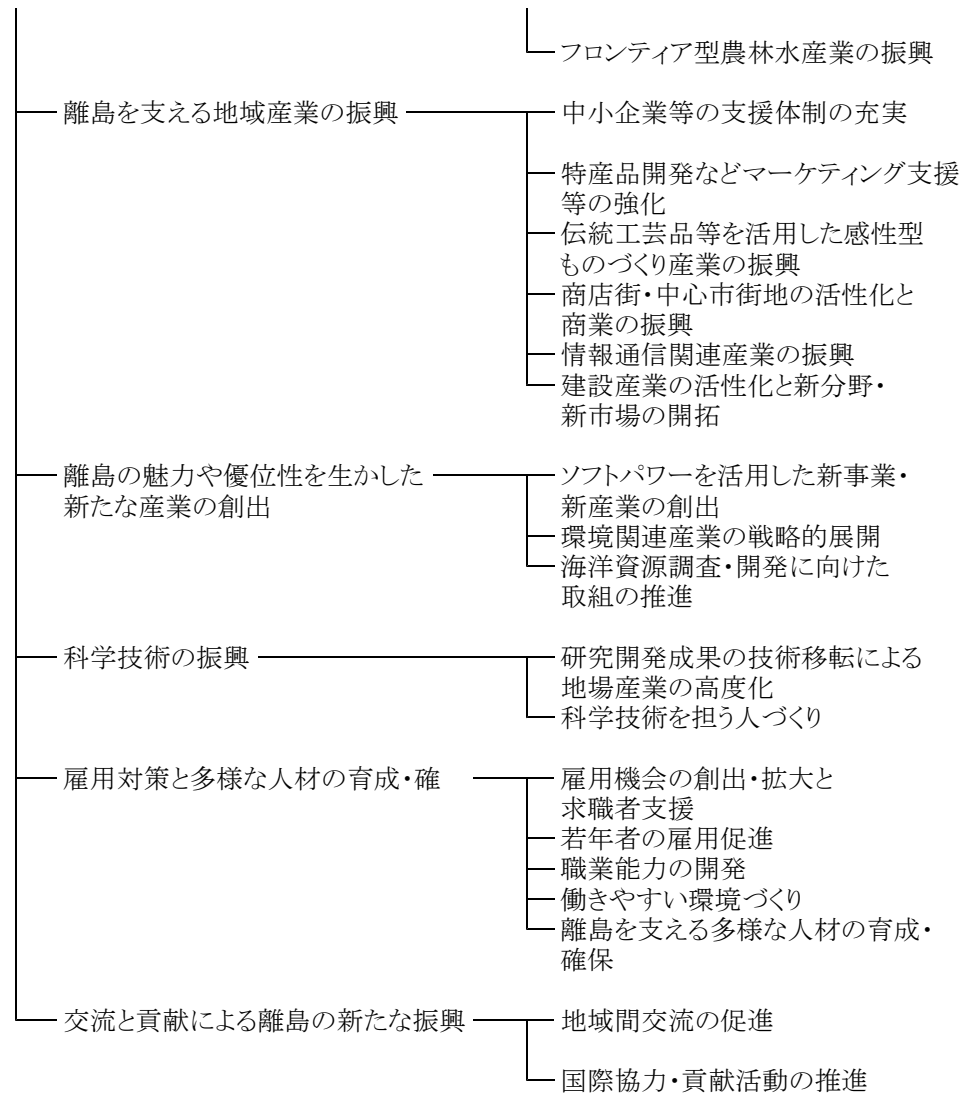 フロンティア型農林水産業の振興
離島を支える地域産業の振興
中小企業等の支援体制の充実
特産品開発などマーケティング支援
等の強化
伝統工芸品等を活用した感性型
ものづくり産業の振興
商店街・中心市街地の活性化と
商業の振興
情報通信関連産業の振興
建設産業の活性化と新分野・
新市場の開拓
離島の魅力や優位性を生かした
新たな産業の創出
ソフトパワーを活用した新事業・
新産業の創出
環境関連産業の戦略的展開
海洋資源調査・開発に向けた
取組の推進
科学技術の振興
研究開発成果の技術移転による
地場産業の高度化
科学技術を担う人づくり
雇用対策と多様な人材の育成・確
雇用機会の創出・拡大と
求職者支援
若年者の雇用促進
職業能力の開発
働きやすい環境づくり
離島を支える多様な人材の育成・
確保
交流と貢献による離島の新たな振興
地域間交流の促進
国際協力・貢献活動の推進